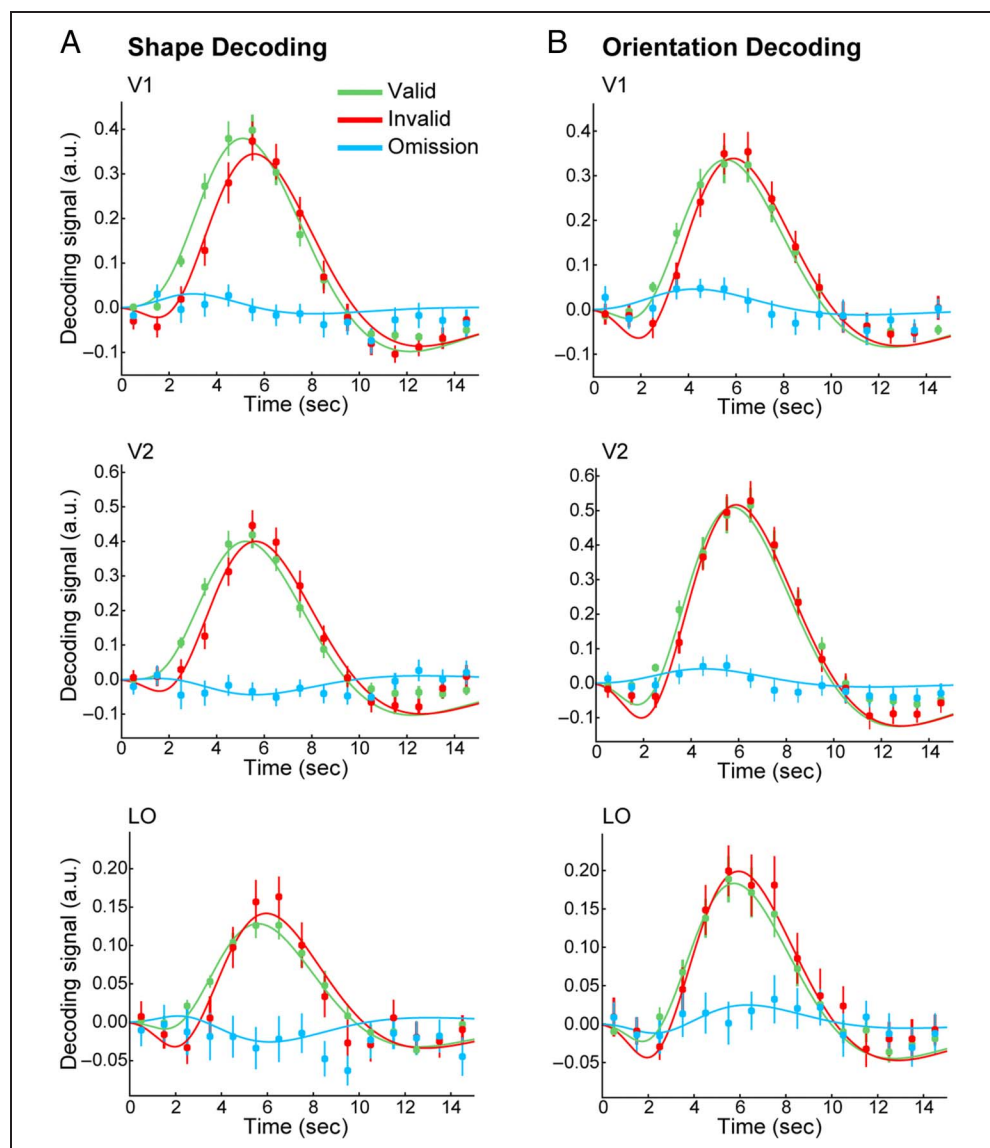 A Shape Decoding
V1
Valid
Invalid
Omission
Decoding signal (a.u.)
0.4
0.3
0.2
0.1
0.0
−0.1
0 2 4 6 8 10 12 14
Time (sec)
V2
Decoding signal (a.u.)
0.6
0.5
0.4
0.3
0.2
0.1
0.0
−0.1
0 2 4 6 8 10 12 14
Time (sec)
LO
Decoding signal (a.u.)
0.20
0.15
0.10
0.05
0.00
−0.05
0 2 4 6 8 10 12 14
Time (sec)
B Orientation Decoding
V1
0.4
0.3
0.2
0.1
0.0
−0.1
0 2 4 6 8 10 12 14
Time (sec)
V2
0.6
0.5
0.4
0.3
0.2
0.1
0.0
−0.1
0 2 4 6 8 10 12 14
Time (sec)
LO
0.20
0.15
0.10
0.05
0.00
−0.05
0 2 4 6 8 10 12 14
Time (sec)